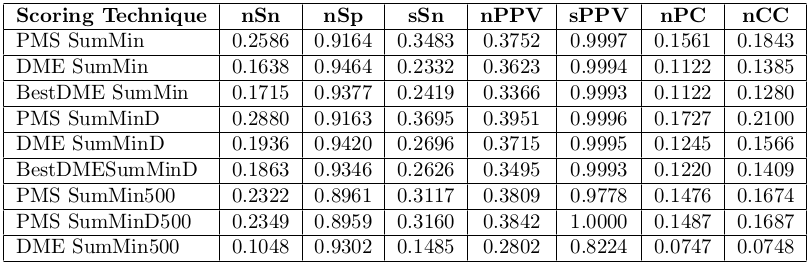 Scoring Technique nSn nSp sSn nPPV sPPV nPC nCC
PMS SumMin 0.2586 0.9164 0.3483 0.3752 0.9997 0.1561 0.1843
DME SumMin 0.1638 0.9464 0.2332 0.3623 0.9994 0.1122 0.1385
BestDME SumMin 0.1715 0.9377 0.2419 0.3366 0.9993 0.1122 0.1280
PMS SumMinD 0.2880 0.9163 0.3695 0.3951 0.9996 0.1727 0.2100
DME SumMinD 0.1936 0.9420 0.2696 0.3715 0.9995 0.1245 0.1566
BestDMESumMinD 0.1863 0.9346 0.2626 0.3495 0.9993 0.1220 0.1409
PMS SumMin500 0.2322 0.8961 0.3117 0.3809 0.9778 0.1476 0.1674
PMS SumMinD500 0.2349 0.8959 0.3160 0.3842 1.0000 0.1487 0.1687
DME SumMin500 0.1048 0.9302 0.1485 0.2802 0.8224 0.0747 0.0748